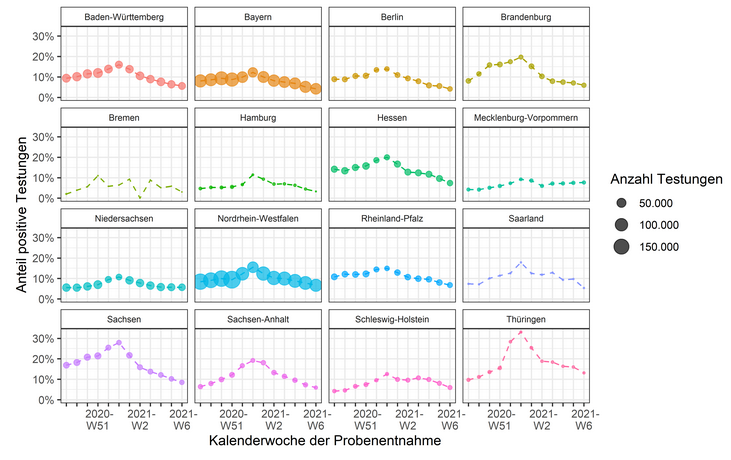 Baden-Württemberg
Bayern
Berlin
Brandenburg
30%
20%
10%
0%
Bremen
Hamburg
Hessen
Mecklenburg-Vorpommern
30%
20%
10%
0%
Niedersachsen
Nordrhein-Westfalen
Rheinland-Pfalz
Saarland
30%
20%
10%
0%
Sachsen
Sachsen-Anhalt
Schleswig-Holstein
Thüringen
30%
20%
10%
0%
2020-
W51
2021-
W2
2021-
W6
2020-
W51
2021-
W2
2021-
W6
2020-
W51
2021-
W2
2021-
W6
2020-
W51
2021-
W2
2021-
W6
Kalenderwoche der Probenentnahme
Anteil positive Testungen
Anzahl Testungen
50.000
100.000
150.000